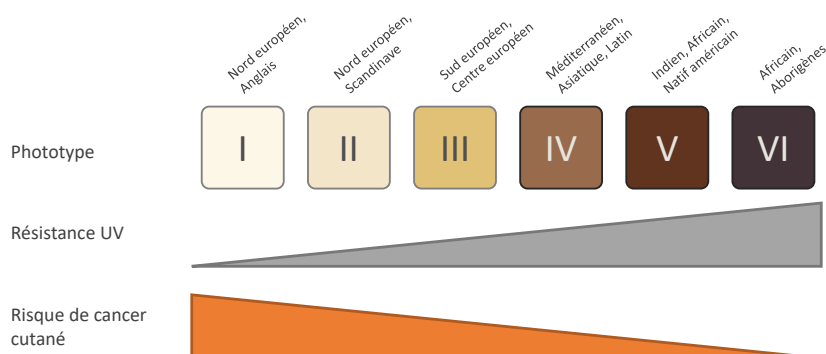 Nord européen,
Anglais
Nord européen,
Scandinave
Sud européen,
Centre européen
Méditerranéen,
Asiatique, Latin
Indien, Africain,
Natif américain
Africain,
Aborigènes
Phototype
I
II
III
IV
V
VI
Résistance UV
Risque de cancer
cutané